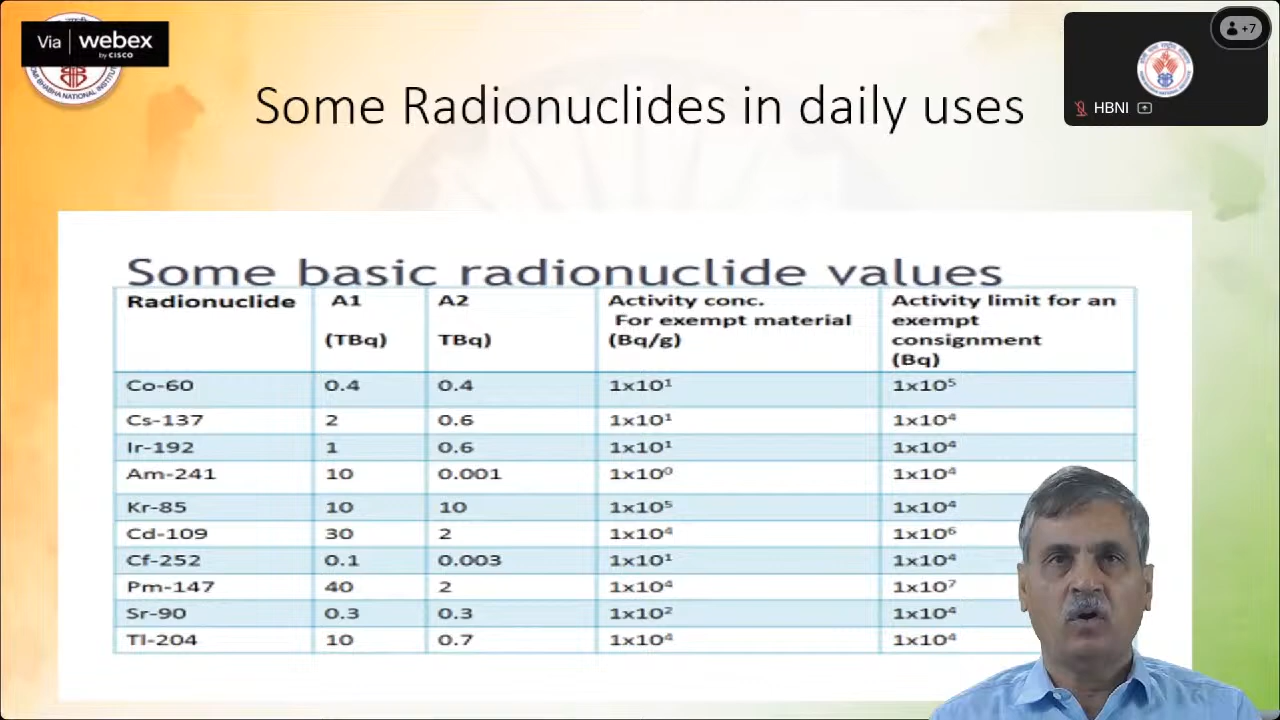 Via webex
by CISCO
BHABHA NATIONAL
+7
HBNI
Some Radionuclides in daily uses
Some basic radionuclide values
Radionuclide A1 (TBq) A2 TBq) Activity conc. For exempt material (Bq/g) Activity limit for an exempt consignment (Bq)
Co-60 0.4 0.4 1x10¹ 1x10⁵
Cs-137 2 0.6 1x10¹ 1x10⁴
Ir-192 1 0.6 1x10¹ 1x10⁴
Am-241 10 0.001 1x10⁰ 1x10⁴
Kr-85 10 10 1x10⁵ 1x10⁴
Cd-109 30 2 1x10⁴ 1x10⁶
Cf-252 0.1 0.003 1x10¹ 1x10⁴
Pm-147 40 2 1x10⁴ 1x10⁷
Sr-90 0.3 0.3 1x10² 1x10⁴
Tl-204 10 0.7 1x10⁴ 1x10⁴